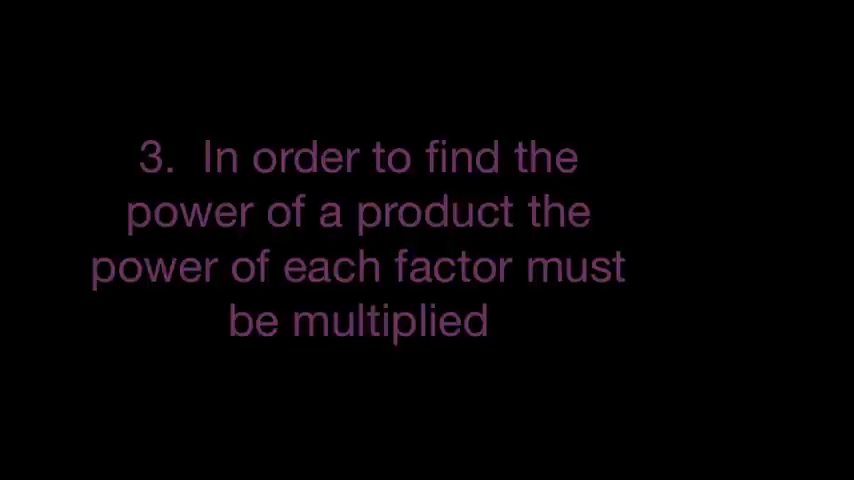 3.  In order to find the
power of a product the
power of each factor must
be multiplied